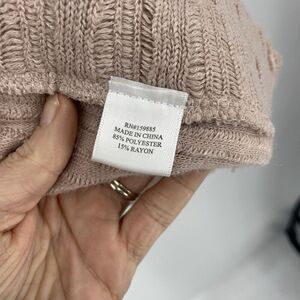 RN#159885
MADE IN CHINA
85% POLYESTER
15% RAYON